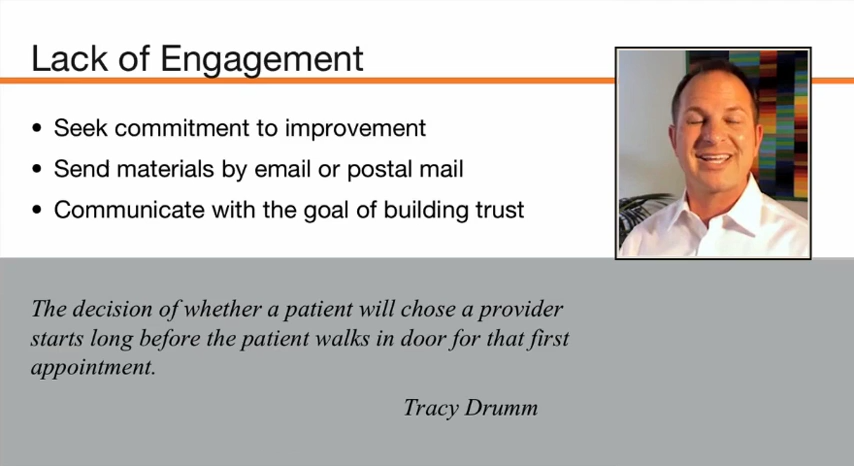 Lack of Engagement
• Seek commitment to improvement
• Send materials by email or postal mail
• Communicate with the goal of building trust
The decision of whether a patient will chose a provider
starts long before the patient walks in door for that first
appointment.
Tracy Drumm